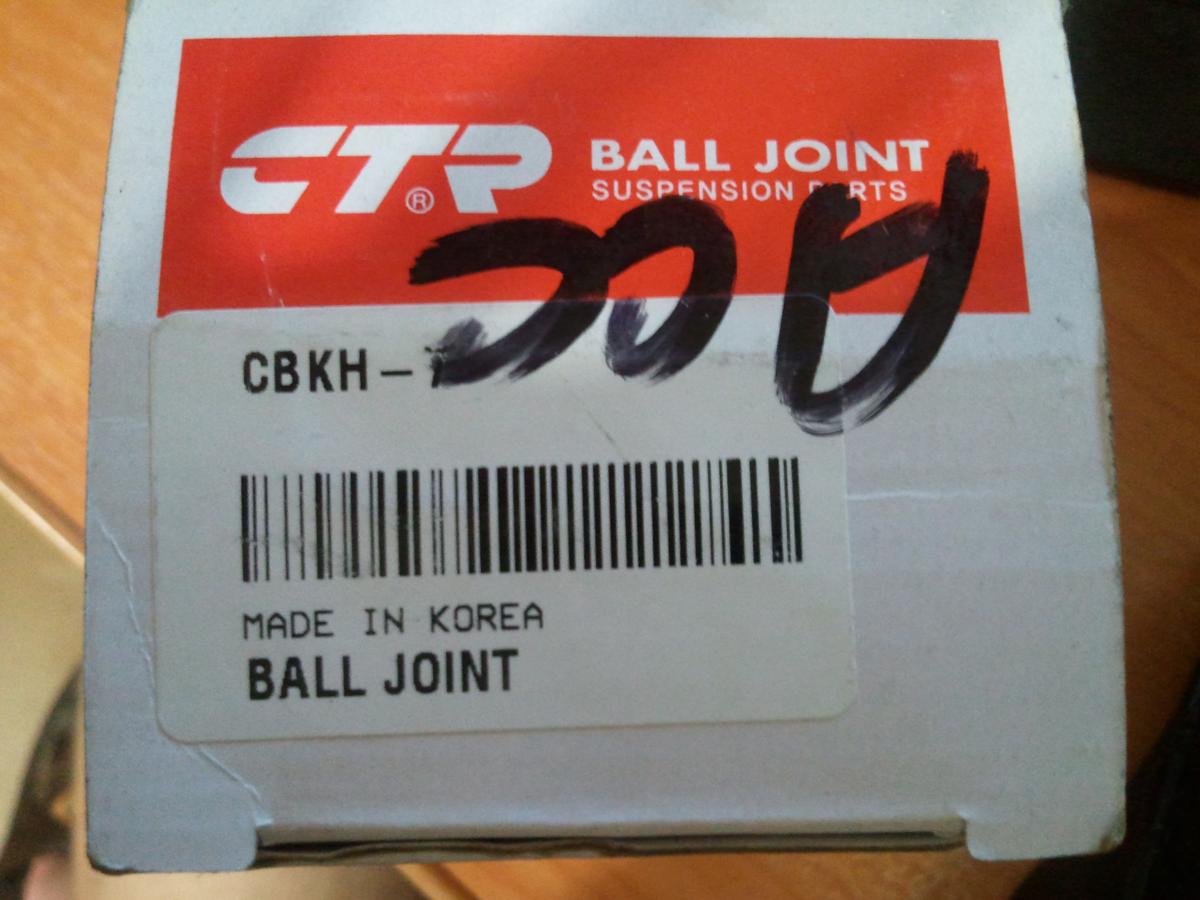 CTR® BALL JOINT
SUSPENSION PARTS
CBKH-
MADE IN KOREA
BALL JOINT